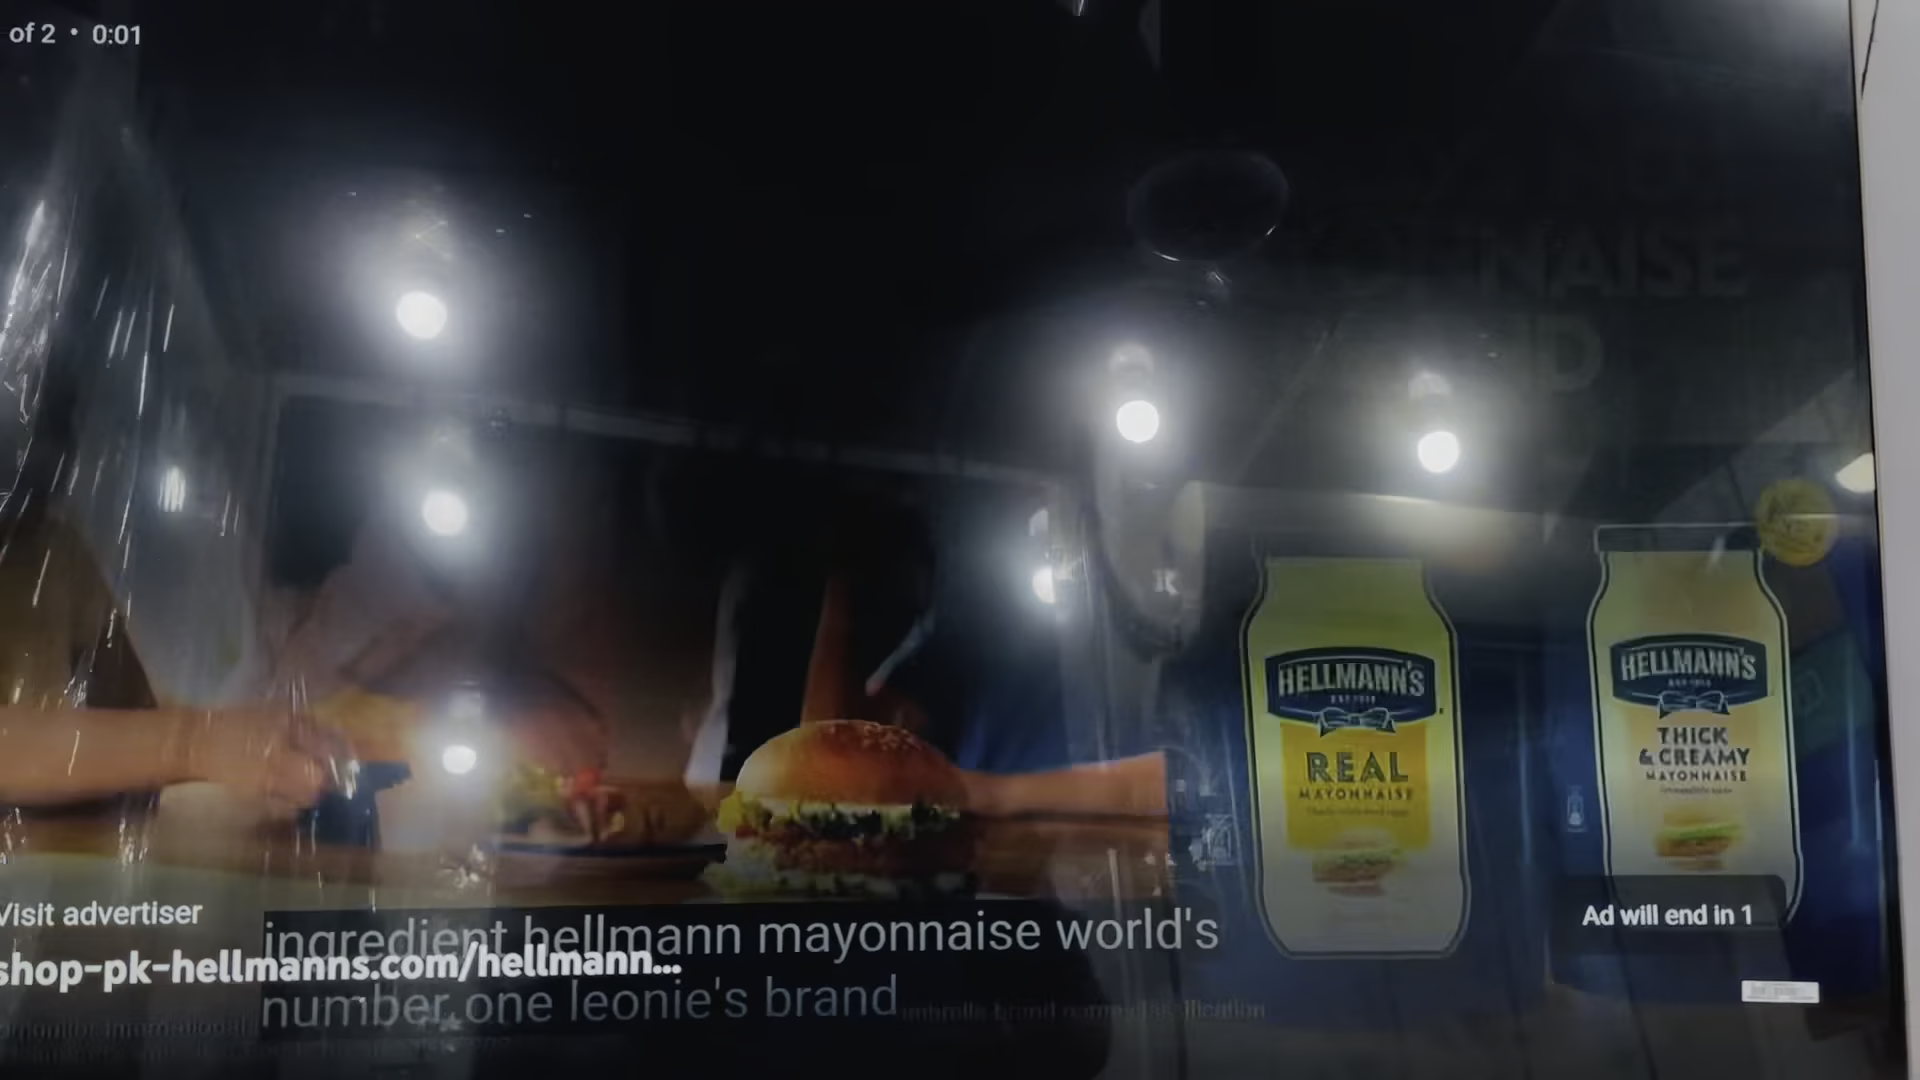 of 2 • 0:01
NAISE
HELLMANN'S
REAL
MAYONNAISE
HELLMANN'S
THICK
& CREAMY
MAYONNAISE
Visit advertiser
Ad will end in 1
ingredient hellmann mayonnaise world's
shop-pk-hellmanns.com/hellmann...
number one leonie's brand